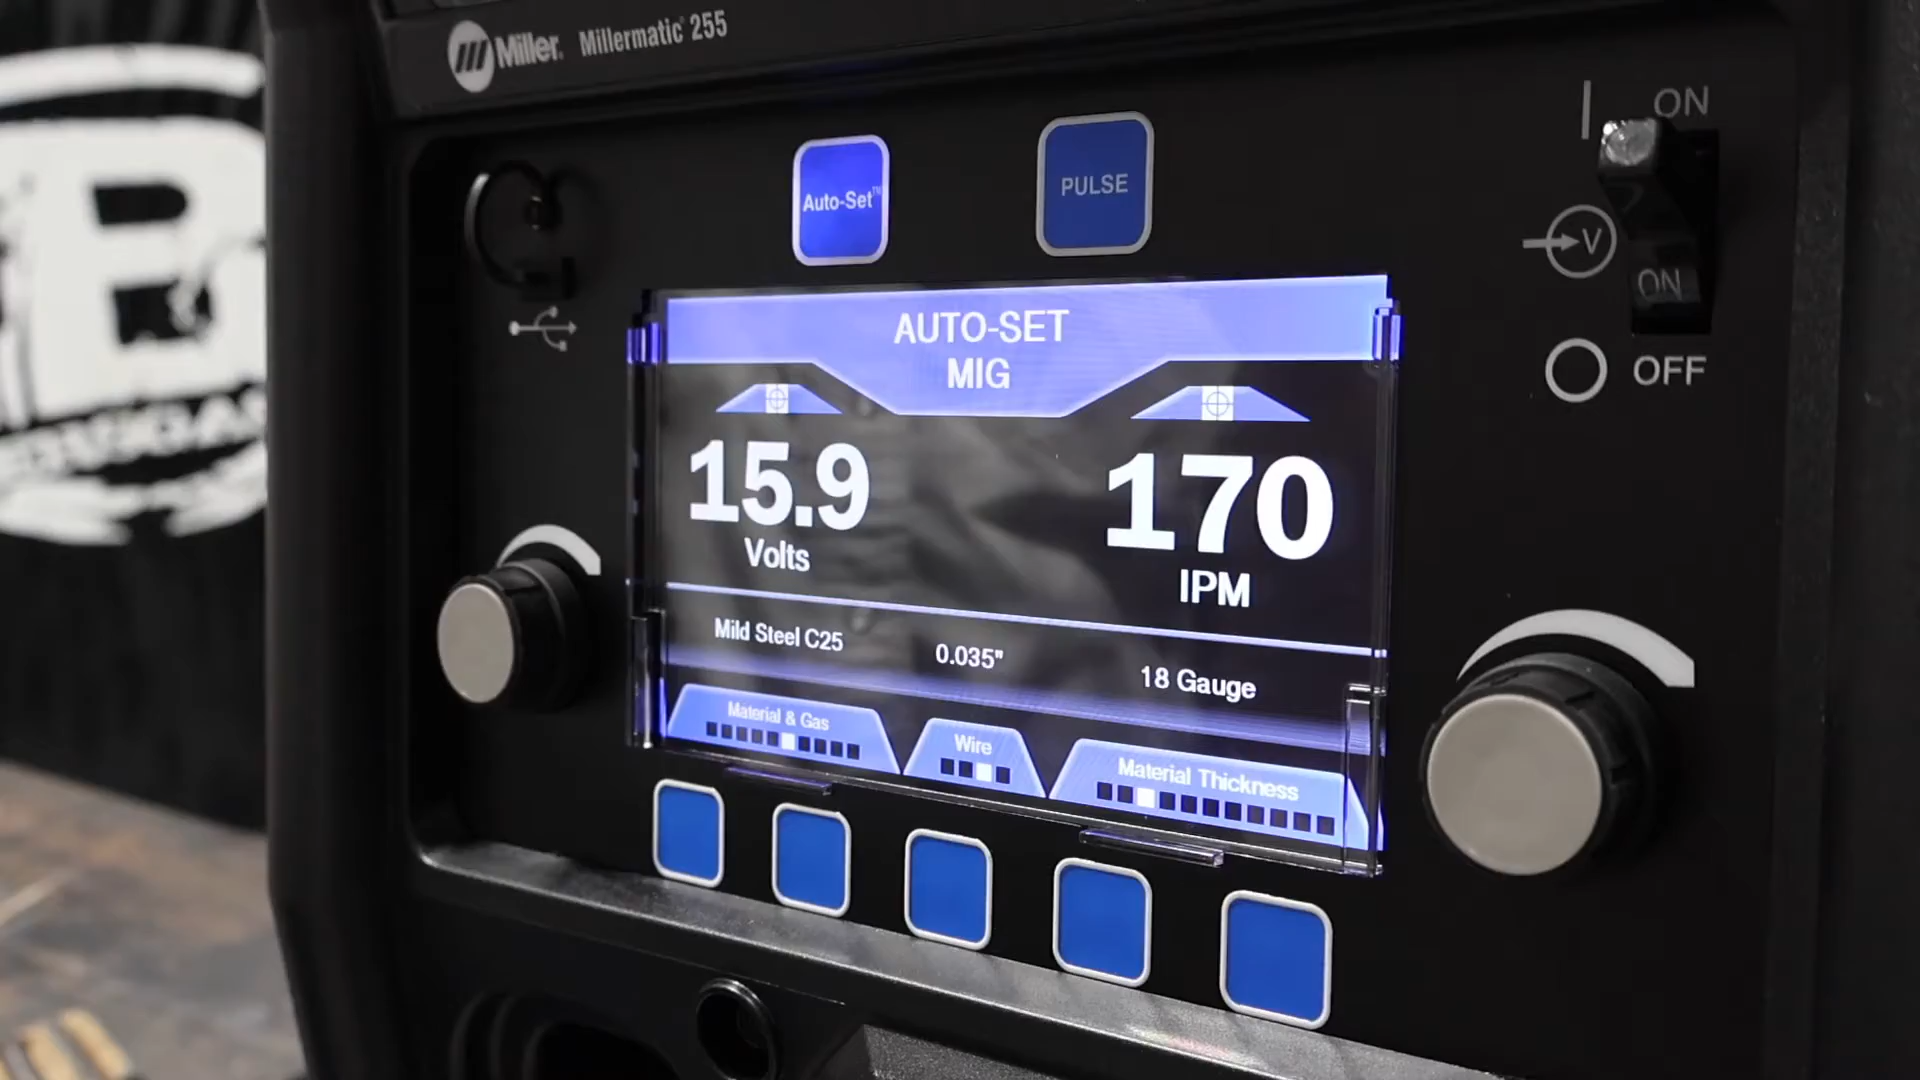 Miller® Millermatic® 255
ON
Auto-Set™
PULSE
V
ON
OFF
AUTO-SET
MIG
15.9
Volts
170
IPM
Mild Steel C25
0.035"
18 Gauge
Material & Gas
Wire
Material Thickness
B